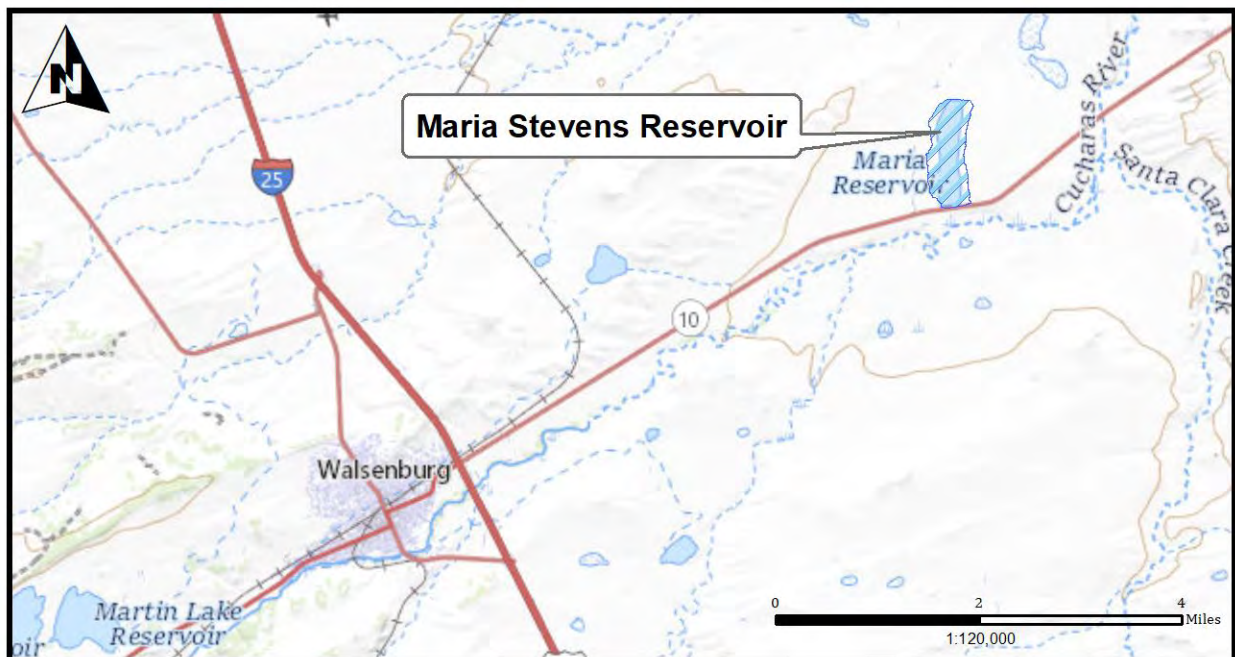 N
Maria Stevens Reservoir
25
Maria
Reservoir
Cucharas River
Santa Clara Creek
10
Walsenburg
Martin Lake
Reservoir
oir
0 2 4
Miles
1:120,000